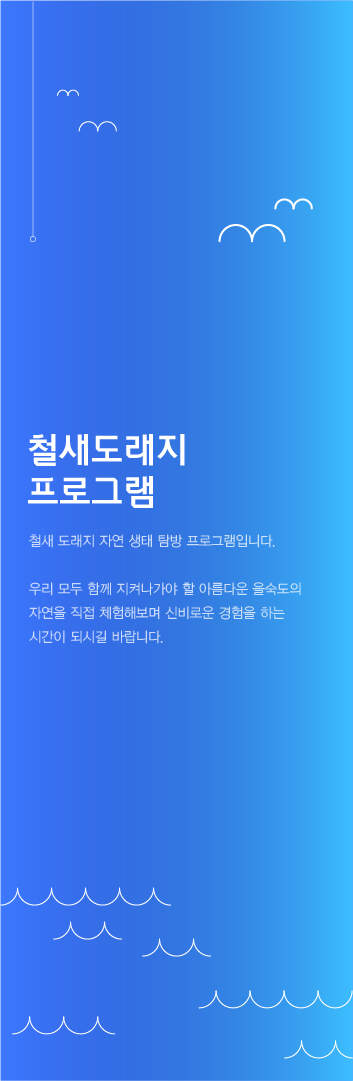 철새도래지
프로그램
철새 도래지 자연 생태 탐방 프로그램입니다.
우리 모두 함께 지켜나가야 할 아름다운 을숙도의
자연을 직접 체험해보며 신비로운 경험을 하는
시간이 되시길 바랍니다.